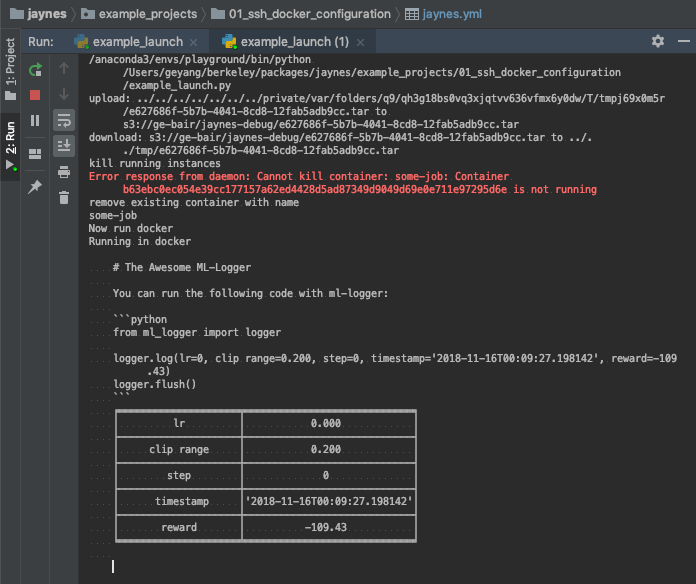 jaynes example_projects 01_ssh_docker_configuration jaynes.yml
1: Project
2: Run
Run: example_launch × example_launch (1) ×
/anaconda3/envs/playground/bin/python
/Users/geyang/berkeley/packages/jaynes/example_projects/01_ssh_docker_configuration
/example_launch.py
upload: ../../../../../../../private/var/folders/q9/qh3g18bs0vq3xjqtvv636vfmx6y0dw/T/tmpj69x0m5r
/e627686f-5b7b-4041-8cd8-12fab5adb9cc.tar to
s3://ge-bair/jaynes-debug/e627686f-5b7b-4041-8cd8-12fab5adb9cc.tar
download: s3://ge-bair/jaynes-debug/e627686f-5b7b-4041-8cd8-12fab5adb9cc.tar to ../.
./tmp/e627686f-5b7b-4041-8cd8-12fab5adb9cc.tar
kill running instances
Error response from daemon: Cannot kill container: some-job: Container
b63ebc0ec054e39cc177157a62ed4428d5ad87349d9049d69e0e711e97295d6e is not running
remove existing container with name
some-job
Now run docker
Running in docker
# The Awesome ML-Logger
You can run the following code with ml-logger:
```python
from ml_logger import logger
logger.log(lr=0, clip range=0.200, step=0, timestamp='2018-11-16T00:09:27.198142', reward=-109
.43)
logger.flush()
```
lr 0.000
clip range 0.200
step 0
timestamp '2018-11-16T00:09:27.198142'
reward -109.43